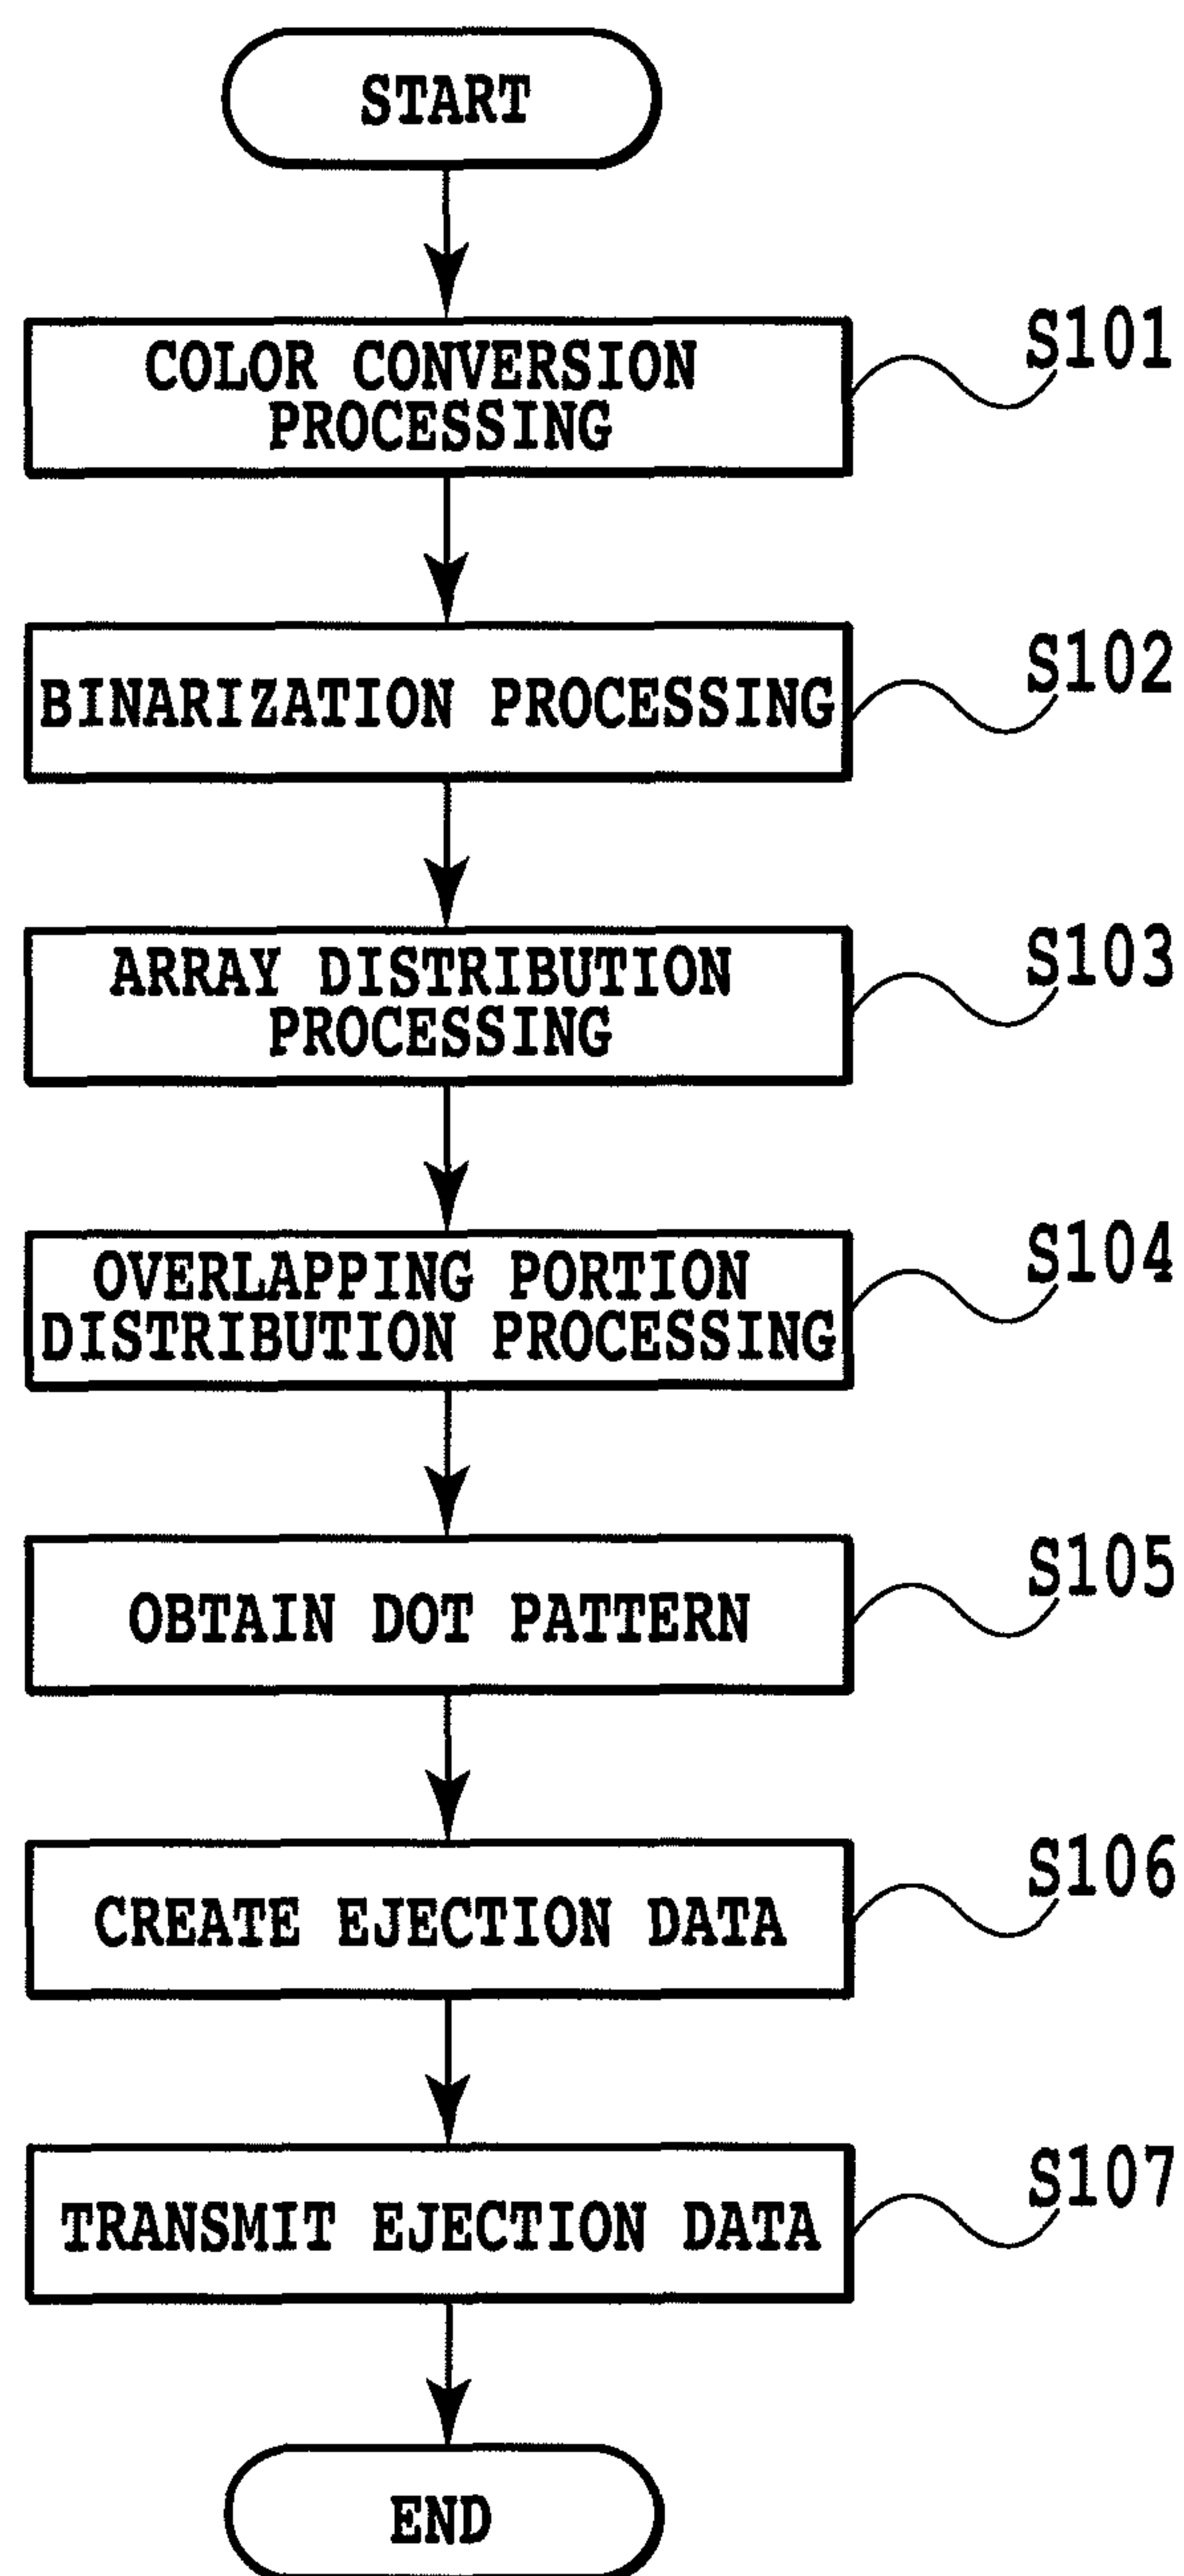 START
COLOR CONVERSION
PROCESSING
S101
BINARIZATION PROCESSING
S102
ARRAY DISTRIBUTION
PROCESSING
S103
OVERLAPPING PORTION
DISTRIBUTION PROCESSING
S104
OBTAIN DOT PATTERN
S105
CREATE EJECTION DATA
S106
TRANSMIT EJECTION DATA
S107
END